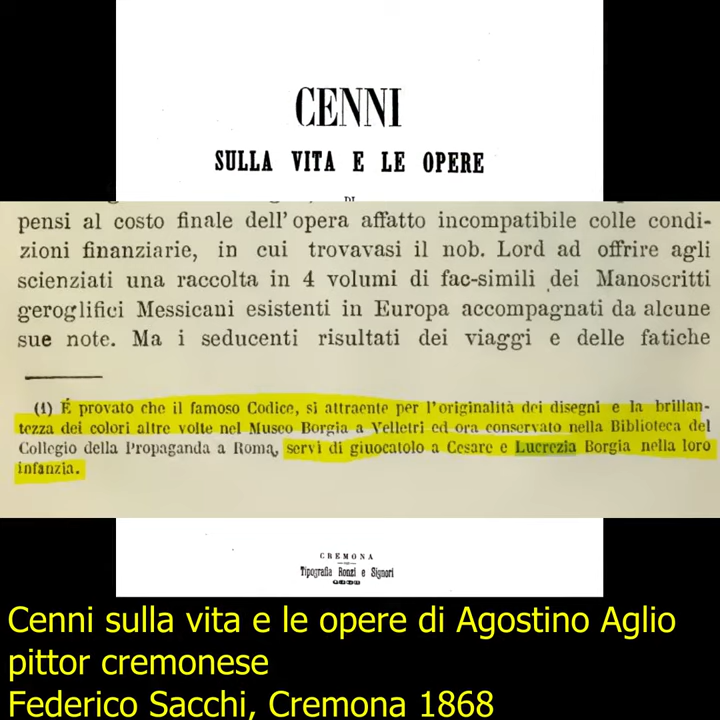 CENNI
SULLA VITA E LE OPERE
DI
pensi al costo finale dell'opera affatto incompatibile colle condi-
zioni finanziarie, in cui trovavasi il nob. Lord ad offrire agli
scienziati una raccolta in 4 volumi di fac-simili dei Manoscritti
geroglifici Messicani esistenti in Europa accompagnati da alcune
sue note. Ma i seducenti risultati dei viaggi e delle fatiche
(1) É provato che il famoso Codice, sì attraente per l'originalità dei disegni e la brillan-
tezza dei colori altre volte nel Museo Borgia a Velletri ed ora conservato nella Biblioteca del
Collegio della Propaganda a Roma, servì di giuocatolo a Cesare e Lucrezia Borgia nella loro
infanzia.
CREMONA
Tipografia Ronzi e Signori
Cenni sulla vita e le opere di Agostino Aglio
pittor cremonese
Federico Sacchi, Cremona 1868